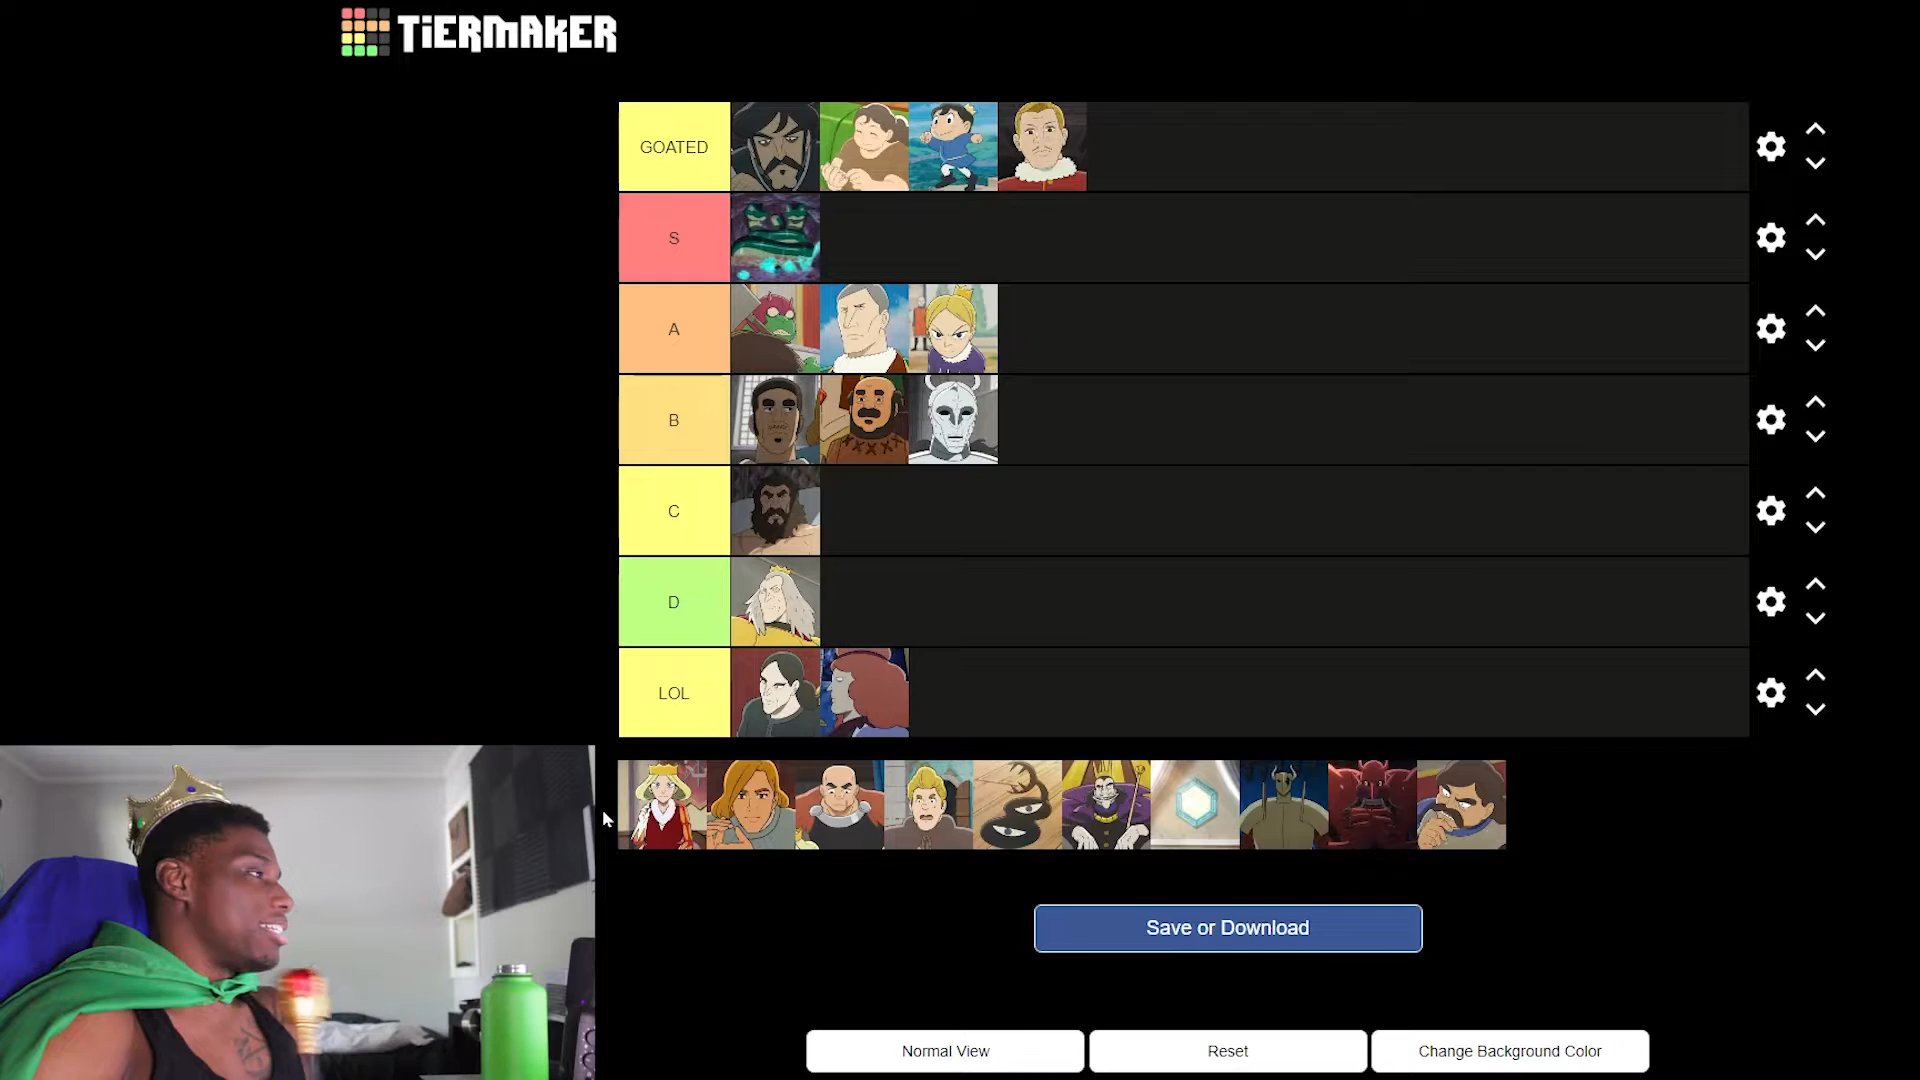 TiERMAKER
GOATED
S
A
B
C
D
LOL
Save or Download
Normal View
Reset
Change Background Color